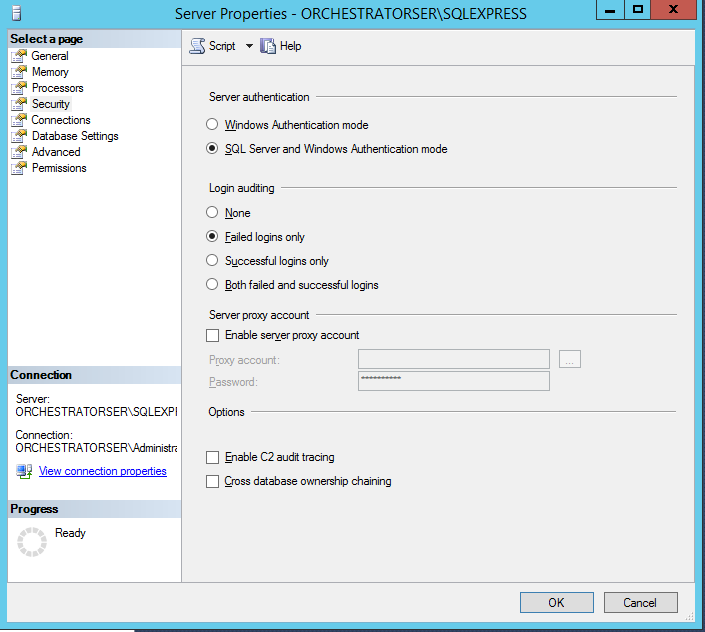 Server Properties - ORCHESTRATORSER\SQLEXPRESS
Select a page
General
Memory
Processors
Security
Connections
Database Settings
Advanced
Permissions
Script
Help
Server authentication
Windows Authentication mode
SQL Server and Windows Authentication mode
Login auditing
None
Failed logins only
Successful logins only
Both failed and successful logins
Server proxy account
Enable server proxy account
Proxy account:
...
Password:
**********
Options
Enable C2 audit tracing
Cross database ownership chaining
Connection
Server:
ORCHESTRATORSER\SQLEXPI
Connection:
ORCHESTRATORSER\Administra
View connection properties
Progress
Ready
OK
Cancel